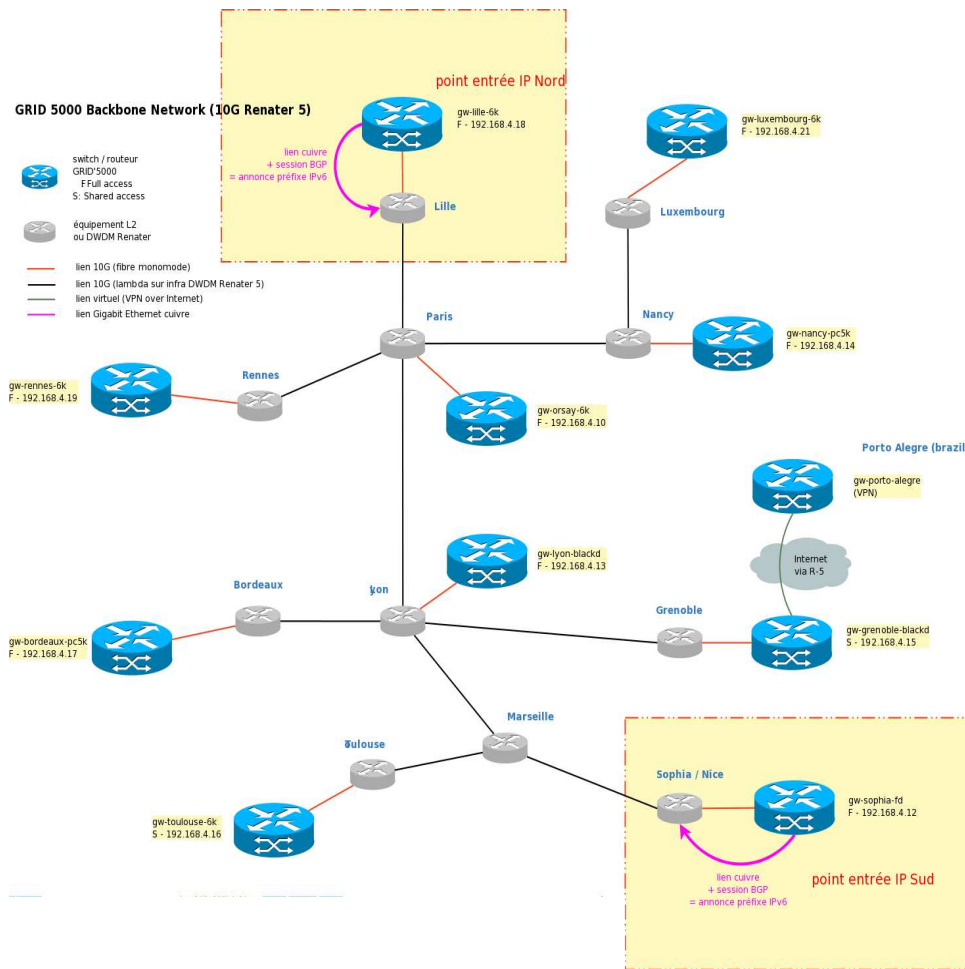 point entrée IP Nord
GRID 5000 Backbone Network (10G Renater 5)
gw-lille-6k
F - 192.168.4.18
gw-luxembourg-6k
F - 192.168.4.21
lien cuivre
+ session BGP
= annonce préfixe IPv6
switch / routeur
GRID'5000
F Full access
S: Shared access
Lille
Luxembourg
équipement L2
ou DWDM Renater
lien 10G (fibre monomode)
lien 10G (lambda sur infra DWDM Renater 5)
lien virtuel (VPN over Internet)
lien Gigabit Ethernet cuivre
Paris
Nancy
gw-nancy-pc5k
F - 192.168.4.14
Rennes
gw-rennes-6k
F - 192.168.4.19
gw-orsay-6k
F - 192.168.4.10
Porto Alegre (brazil
gw-porto-alegre
(VPN)
gw-lyon-blackd
F - 192.168.4.13
Internet
via R-5
Bordeaux
Lyon
Grenoble
gw-bordeaux-pc5k
F - 192.168.4.17
gw-grenoble-blackd
S - 192.168.4.15
Marseille
Toulouse
Sophia / Nice
gw-sophia-fd
F - 192.168.4.12
gw-toulouse-6k
S - 192.168.4.16
lien cuivre
+ session BGP
= annonce préfixe IPv6
point entrée IP Sud